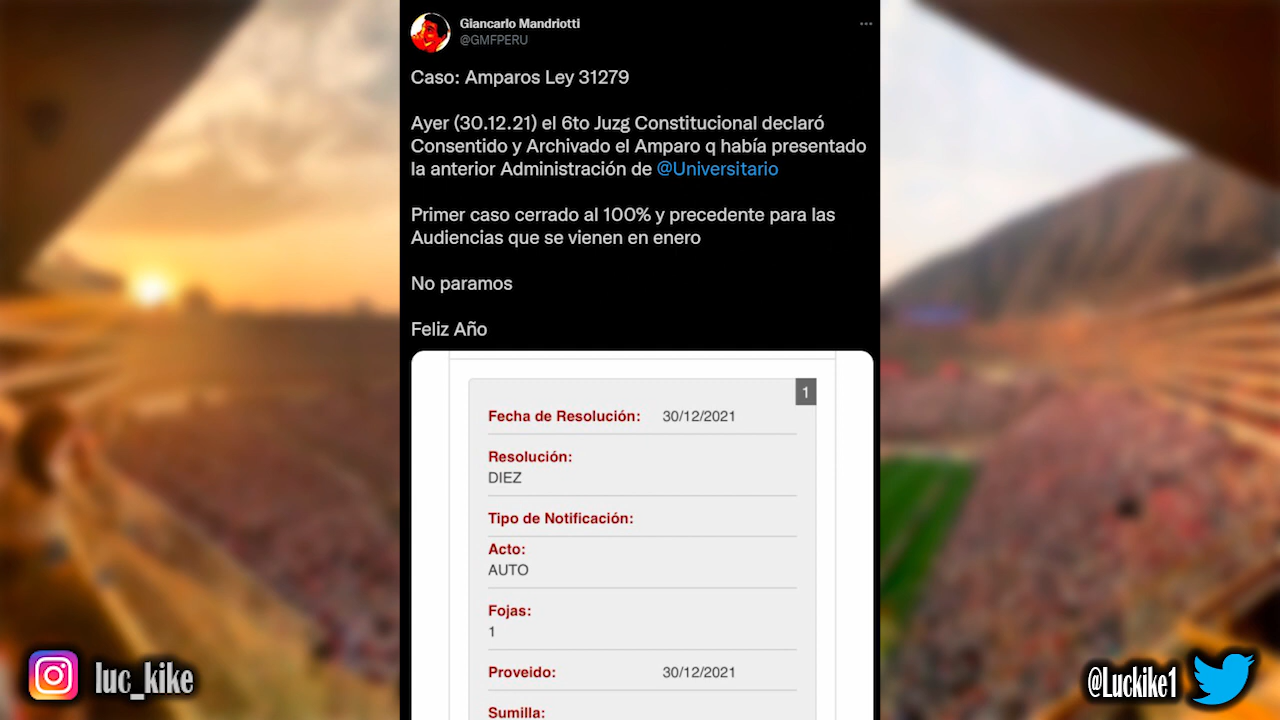 Giancarlo Mandriotti
@GMFPERU
Caso: Amparos Ley 31279
Ayer (30.12.21) el 6to Juzg Constitucional declaró
Consentido y Archivado el Amparo q había presentado
la anterior Administración de @Universitario
Primer caso cerrado al 100% y precedente para las
Audiencias que se vienen en enero
No paramos
Feliz Año
1
Fecha de Resolución: 30/12/2021
Resolución:
DIEZ
Tipo de Notificación:
Acto:
AUTO
Fojas:
1
Proveido: 30/12/2021
Sumilla:
luc_kike
@Luckike1